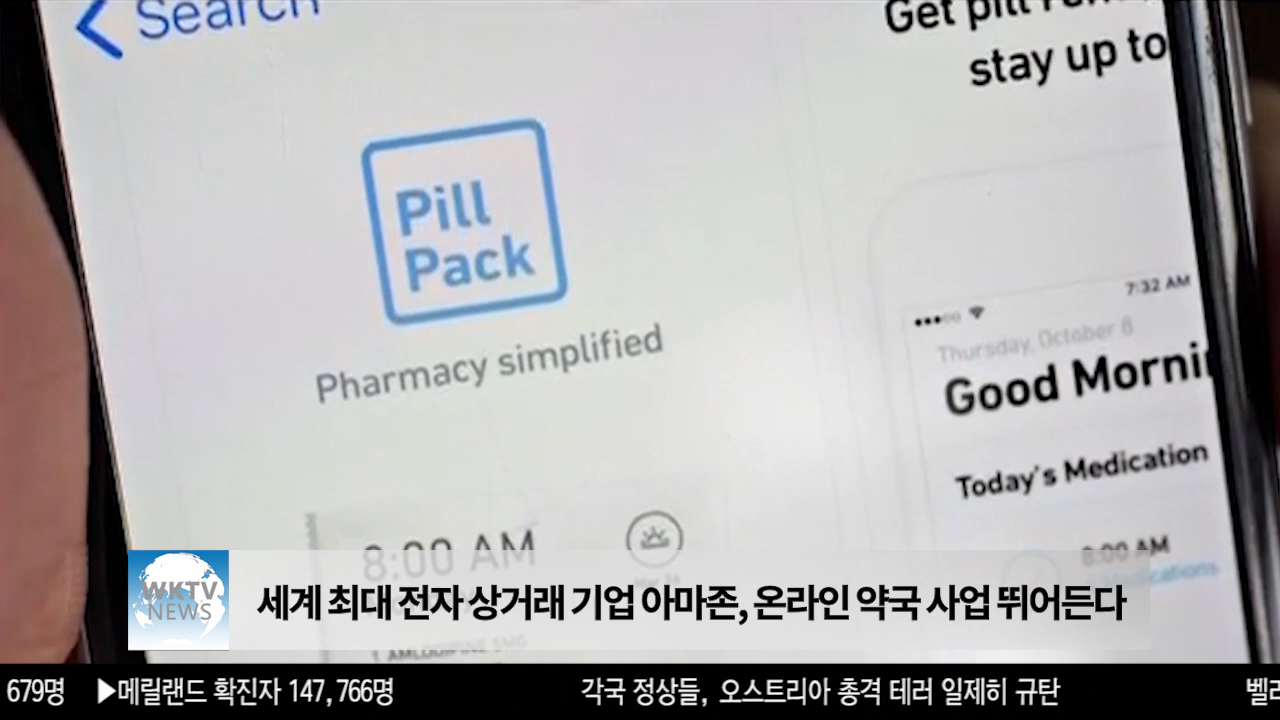 Search
Pill
Pack
Pharmacy simplified
8:00 AM
Get pill
stay up to
7:32 AM
Thursday, October 8
Good Mornin
Today's Medication
8:00 AM
AMLODIPINE 5MG
WKTV
NEWS
세계 최대 전자 상거래 기업 아마존, 온라인 약국 사업 뛰어든다
679명 ▶메릴랜드 확진자 147,766명 각국 정상들, 오스트리아 총격 테러 일제히 규탄